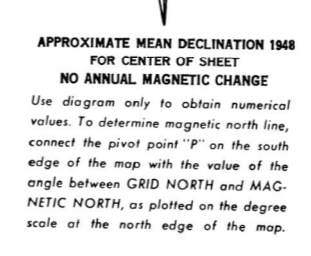 APPROXIMATE MEAN DECLINATION 1948
FOR CENTER OF SHEET
NO ANNUAL MAGNETIC CHANGE
Use diagram only to obtain numerical
values. To determine magnetic north line,
connect the pivot point "P" on the south
edge of the map with the value of the
angle between GRID NORTH and MAG-
NETIC NORTH, as plotted on the degree
scale at the north edge of the map.